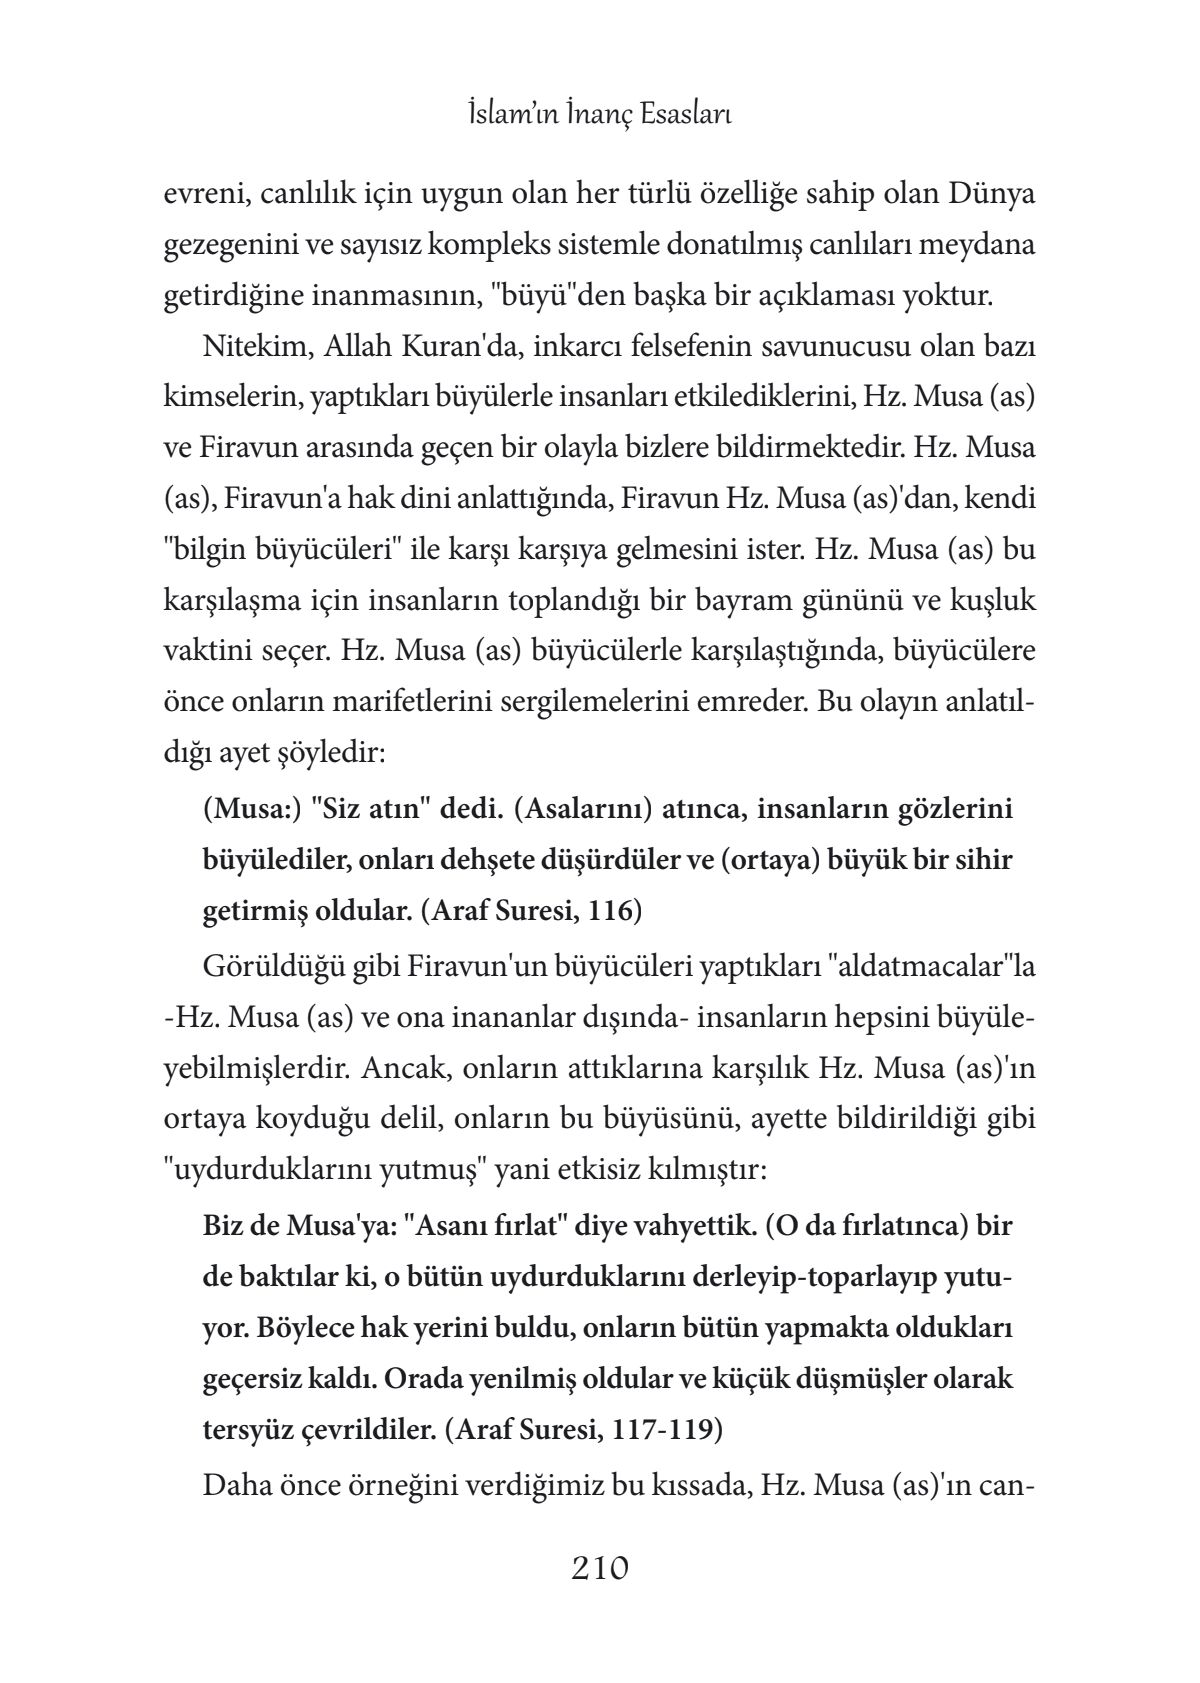 İslam’ın İnanç Esasları
evreni, canlılık için uygun olan her türlü özelliğe sahip olan Dünya
gezegenini ve sayısız kompleks sistemle donatılmış canlıları meydana
getirdiğine inanmasının, "büyü"den başka bir açıklaması yoktur.
Nitekim, Allah Kuran'da, inkarcı felsefenin savunucusu olan bazı
kimselerin, yaptıkları büyülerle insanları etkilediklerini, Hz. Musa (as)
ve Firavun arasında geçen bir olayla bizlere bildirmektedir. Hz. Musa
(as), Firavun'a hak dini anlattığında, Firavun Hz. Musa (as)'dan, kendi
"bilgin büyücüleri" ile karşı karşıya gelmesini ister. Hz. Musa (as) bu
karşılaşma için insanların toplandığı bir bayram gününü ve kuşluk
vaktini seçer. Hz. Musa (as) büyücülerle karşılaştığında, büyücülere
önce onların marifetlerini sergilemelerini emreder. Bu olayın anlatıl-
dığı ayet şöyledir:
(Musa:) "Siz atın" dedi. (Asalarını) atınca, insanların gözlerini
büyülediler, onları dehşete düşürdüler ve (ortaya) büyük bir sihir
getirmiş oldular. (Araf Suresi, 116)
Görüldüğü gibi Firavun'un büyücüleri yaptıkları "aldatmacalar"la
-Hz. Musa (as) ve ona inananlar dışında- insanların hepsini büyüle-
yebilmişlerdir. Ancak, onların attıklarına karşılık Hz. Musa (as)'ın
ortaya koyduğu delil, onların bu büyüsünü, ayette bildirildiği gibi
"uydurduklarını yutmuş" yani etkisiz kılmıştır:
Biz de Musa'ya: "Asanı fırlat" diye vahyettik. (O da fırlatınca) bir
de baktılar ki, o bütün uydurduklarını derleyip-toparlayıp yutu-
yor. Böylece hak yerini buldu, onların bütün yapmakta oldukları
geçersiz kaldı. Orada yenilmiş oldular ve küçük düşmüşler olarak
tersyüz çevrildiler. (Araf Suresi, 117-119)
Daha önce örneğini verdiğimiz bu kıssada, Hz. Musa (as)'ın can-
210